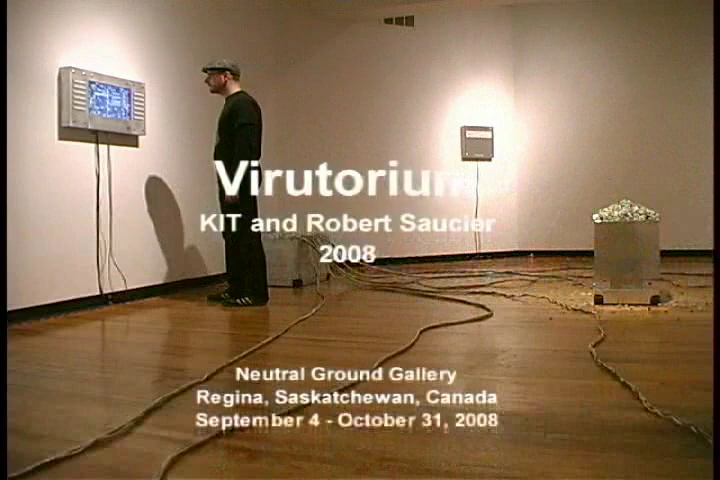 Virutorium
KIT and Robert Saucier
2008
Neutral Ground Gallery
Regina, Saskatchewan, Canada
September 4 - October 31, 2008